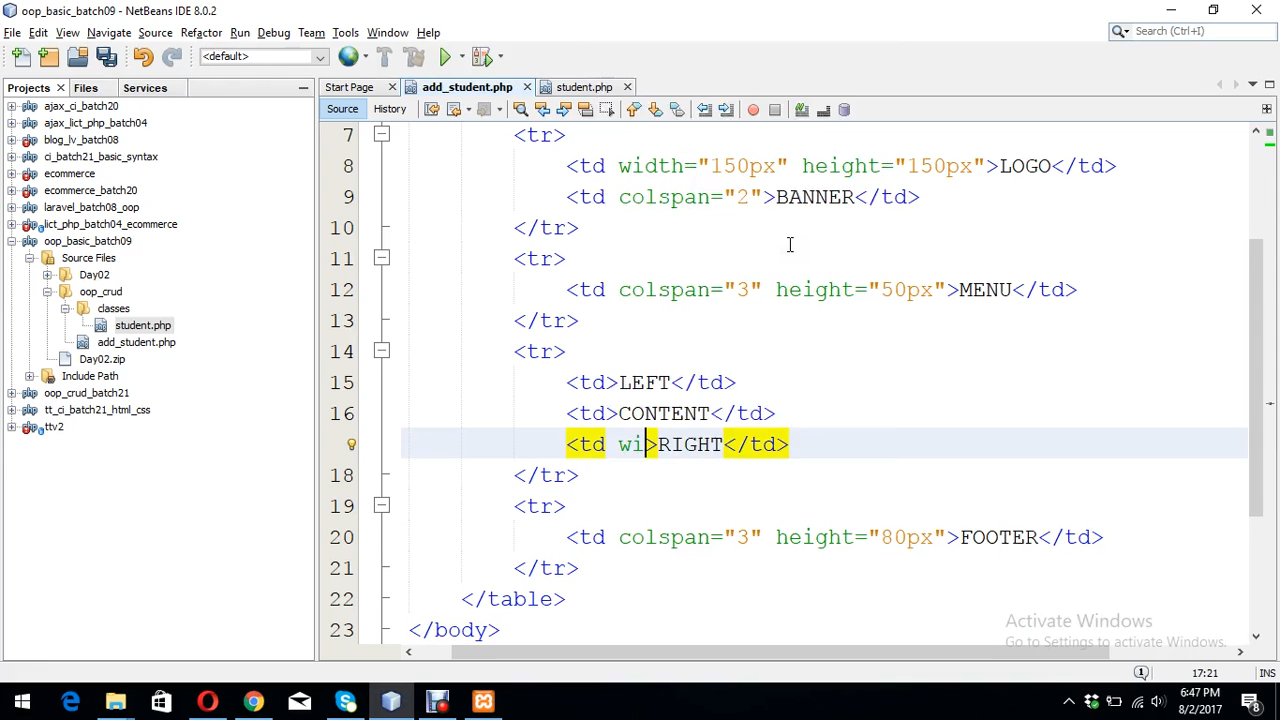 oop_basic_batch09 - NetBeans IDE 8.0.2
File Edit View Navigate Source Refactor Run Debug Team Tools Window Help
Search (Ctrl+I)
<default>
Projects Files Services
Start Page add_student.php student.php
Source History
ajax_ci_batch20
ajax_lict_php_batch04
blog_lv_batch08
ci_batch21_basic_syntax
ecommerce
ecommerce_batch20
laravel_batch08_oop
lict_php_batch04_ecommerce
oop_basic_batch09
Source Files
Day02
oop_crud
classes
student.php
add_student.php
Day02.zip
Include Path
oop_crud_batch21
tt_ci_batch21_html_css
ttv2
7 <tr>
8 <td width="150px" height="150px">LOGO</td>
9 <td colspan="2">BANNER</td>
10 </tr>
11 <tr>
12 <td colspan="3" height="50px">MENU</td>
13 </tr>
14 <tr>
15 <td>LEFT</td>
16 <td>CONTENT</td>
<td wi>RIGHT</td>
18 </tr>
19 <tr>
20 <td colspan="3" height="80px">FOOTER</td>
21 </tr>
22 </table>
23 </body>
Activate Windows
Go to Settings to activate Windows.
1 17:21 INS
6:47 PM
8/2/2017
8